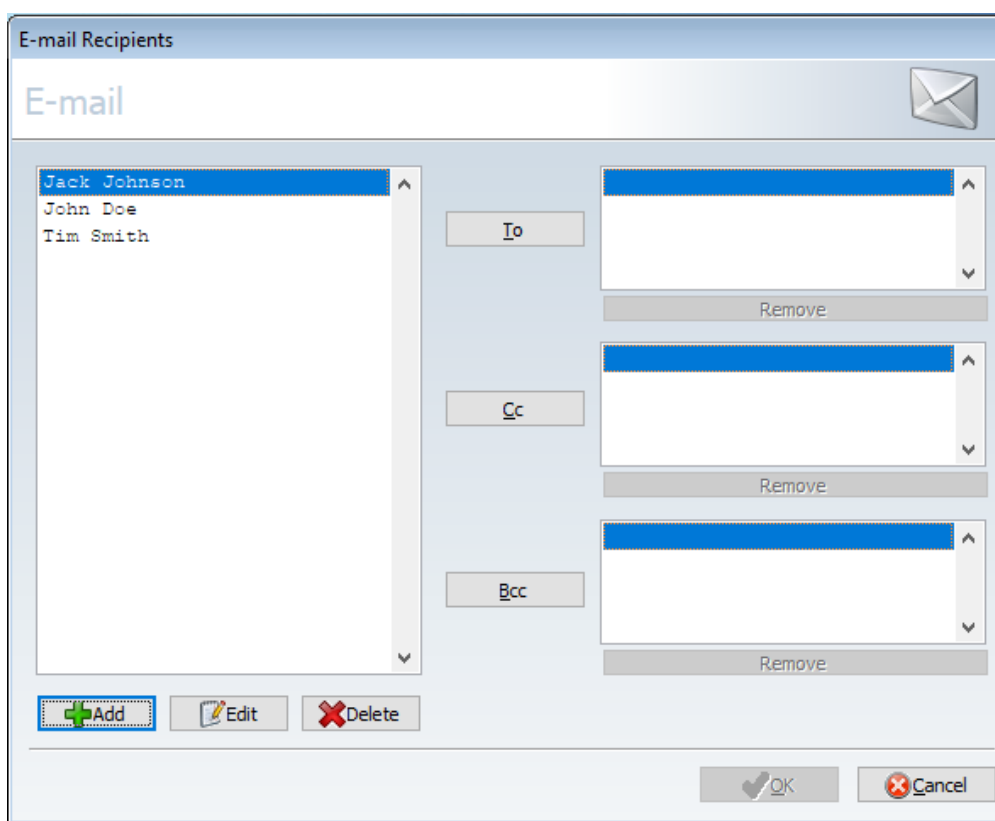 E-mail Recipients
E-mail
Jack Johnson
John Doe
Tim Smith
To
Remove
Cc
Remove
Bcc
Remove
Add Edit Delete
OK Cancel